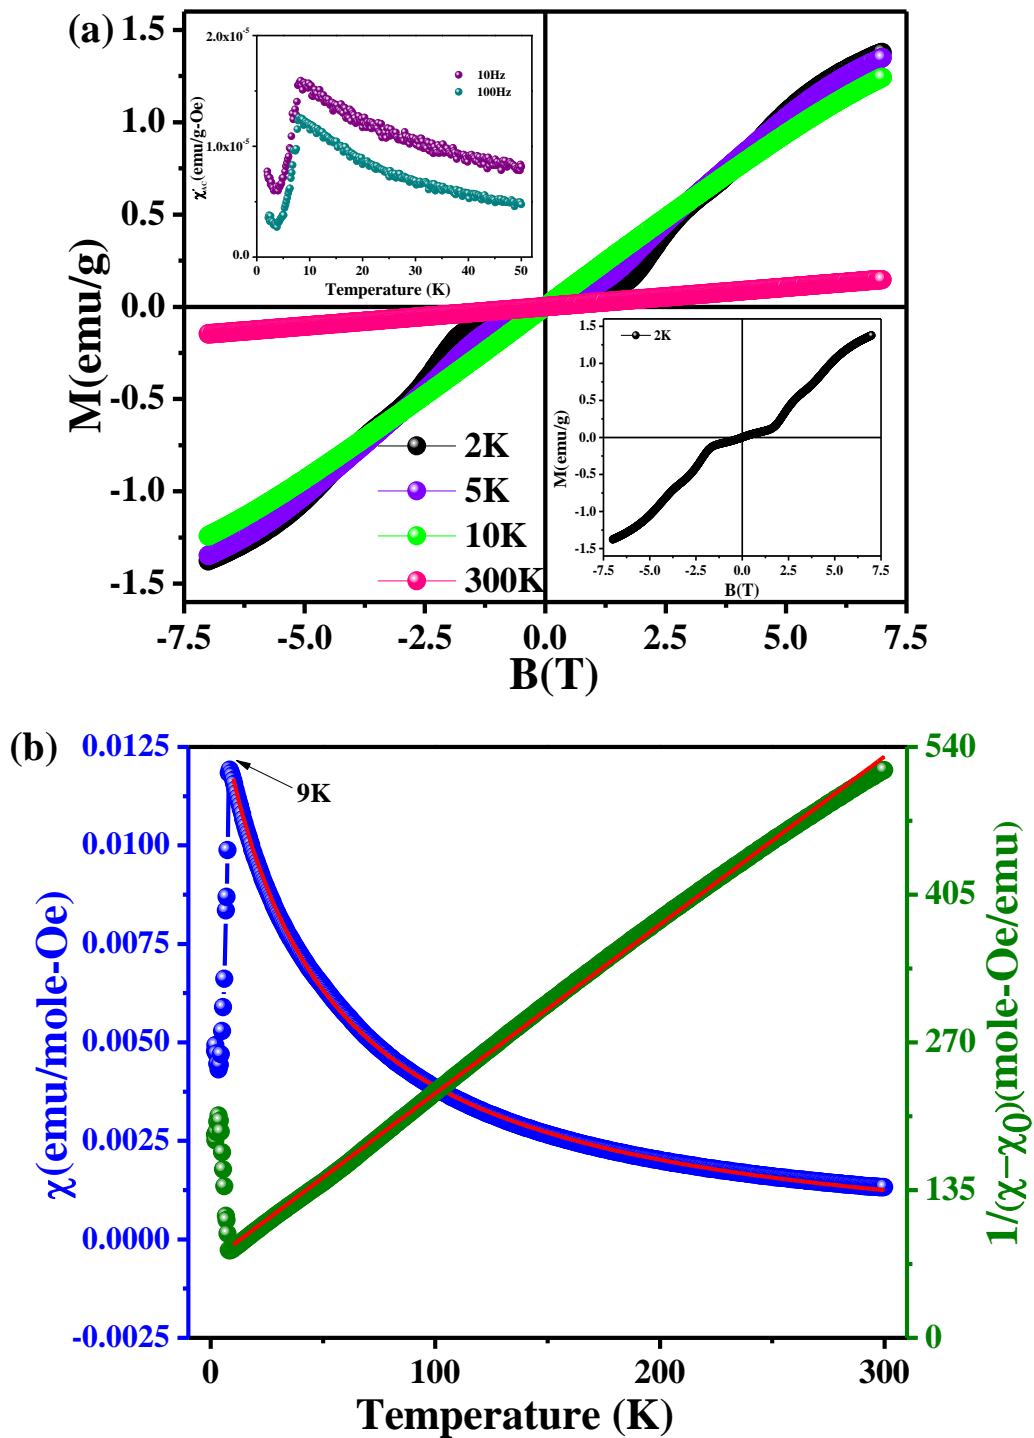 (a)
1.5
1.0
0.5
0.0
-0.5
-1.0
-1.5
M(emu/g)
-7.5 -5.0 -2.5 0.0 2.5 5.0 7.5
B(T)
2K
5K
10K
300K
2.0x10-5
1.0x10-5
0.0
χ'AC(emu/g-Oe)
10Hz
100Hz
0 10 20 30 40 50
Temperature (K)
1.5
1.0
0.5
0.0
-0.5
-1.0
-1.5
M(emu/g)
2K
-7.5 -5.0 -2.5 0.0 2.5 5.0 7.5
B(T)
(b)
0.0125
0.0100
0.0075
0.0050
0.0025
0.0000
-0.0025
χ(emu/mole-Oe)
9K
540
405
270
135
0
1/(χ−χ0)(mole-Oe/emu)
0 100 200 300
Temperature (K)